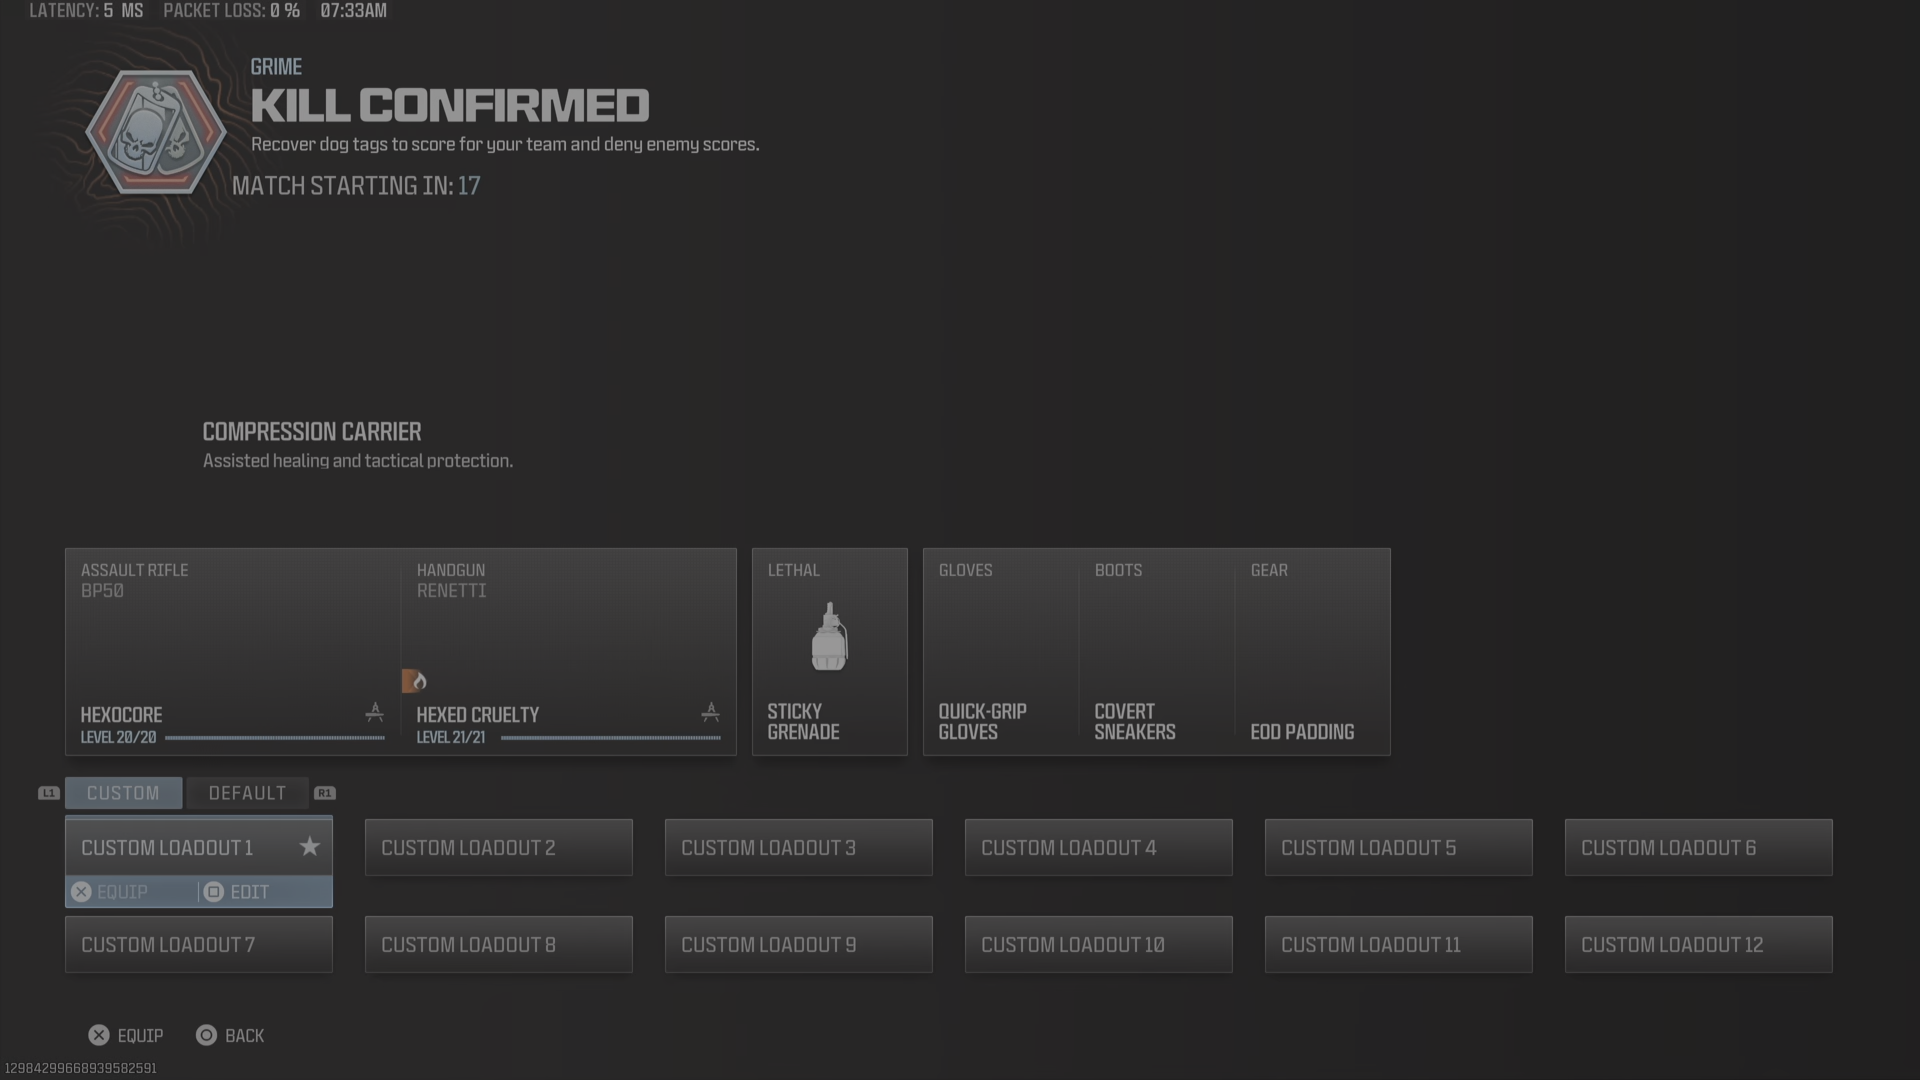 LATENCY: 5 MS PACKET LOSS: 0 % 07:33AM
GRIME
KILL CONFIRMED
Recover dog tags to score for your team and deny enemy scores.
MATCH STARTING IN: 17
COMPRESSION CARRIER
Assisted healing and tactical protection.
ASSAULT RIFLE
BP50
HEXOCORE
LEVEL 20/20
HANDGUN
RENETTI
HEXED CRUELTY
LEVEL 21/21
LETHAL
STICKY
GRENADE
GLOVES
QUICK-GRIP
GLOVES
BOOTS
COVERT
SNEAKERS
GEAR
EOD PADDING
L1 CUSTOM DEFAULT R1
CUSTOM LOADOUT 1
EQUIP EDIT
CUSTOM LOADOUT 2
CUSTOM LOADOUT 3
CUSTOM LOADOUT 4
CUSTOM LOADOUT 5
CUSTOM LOADOUT 6
CUSTOM LOADOUT 7
CUSTOM LOADOUT 8
CUSTOM LOADOUT 9
CUSTOM LOADOUT 10
CUSTOM LOADOUT 11
CUSTOM LOADOUT 12
EQUIP BACK
12984299668939582591